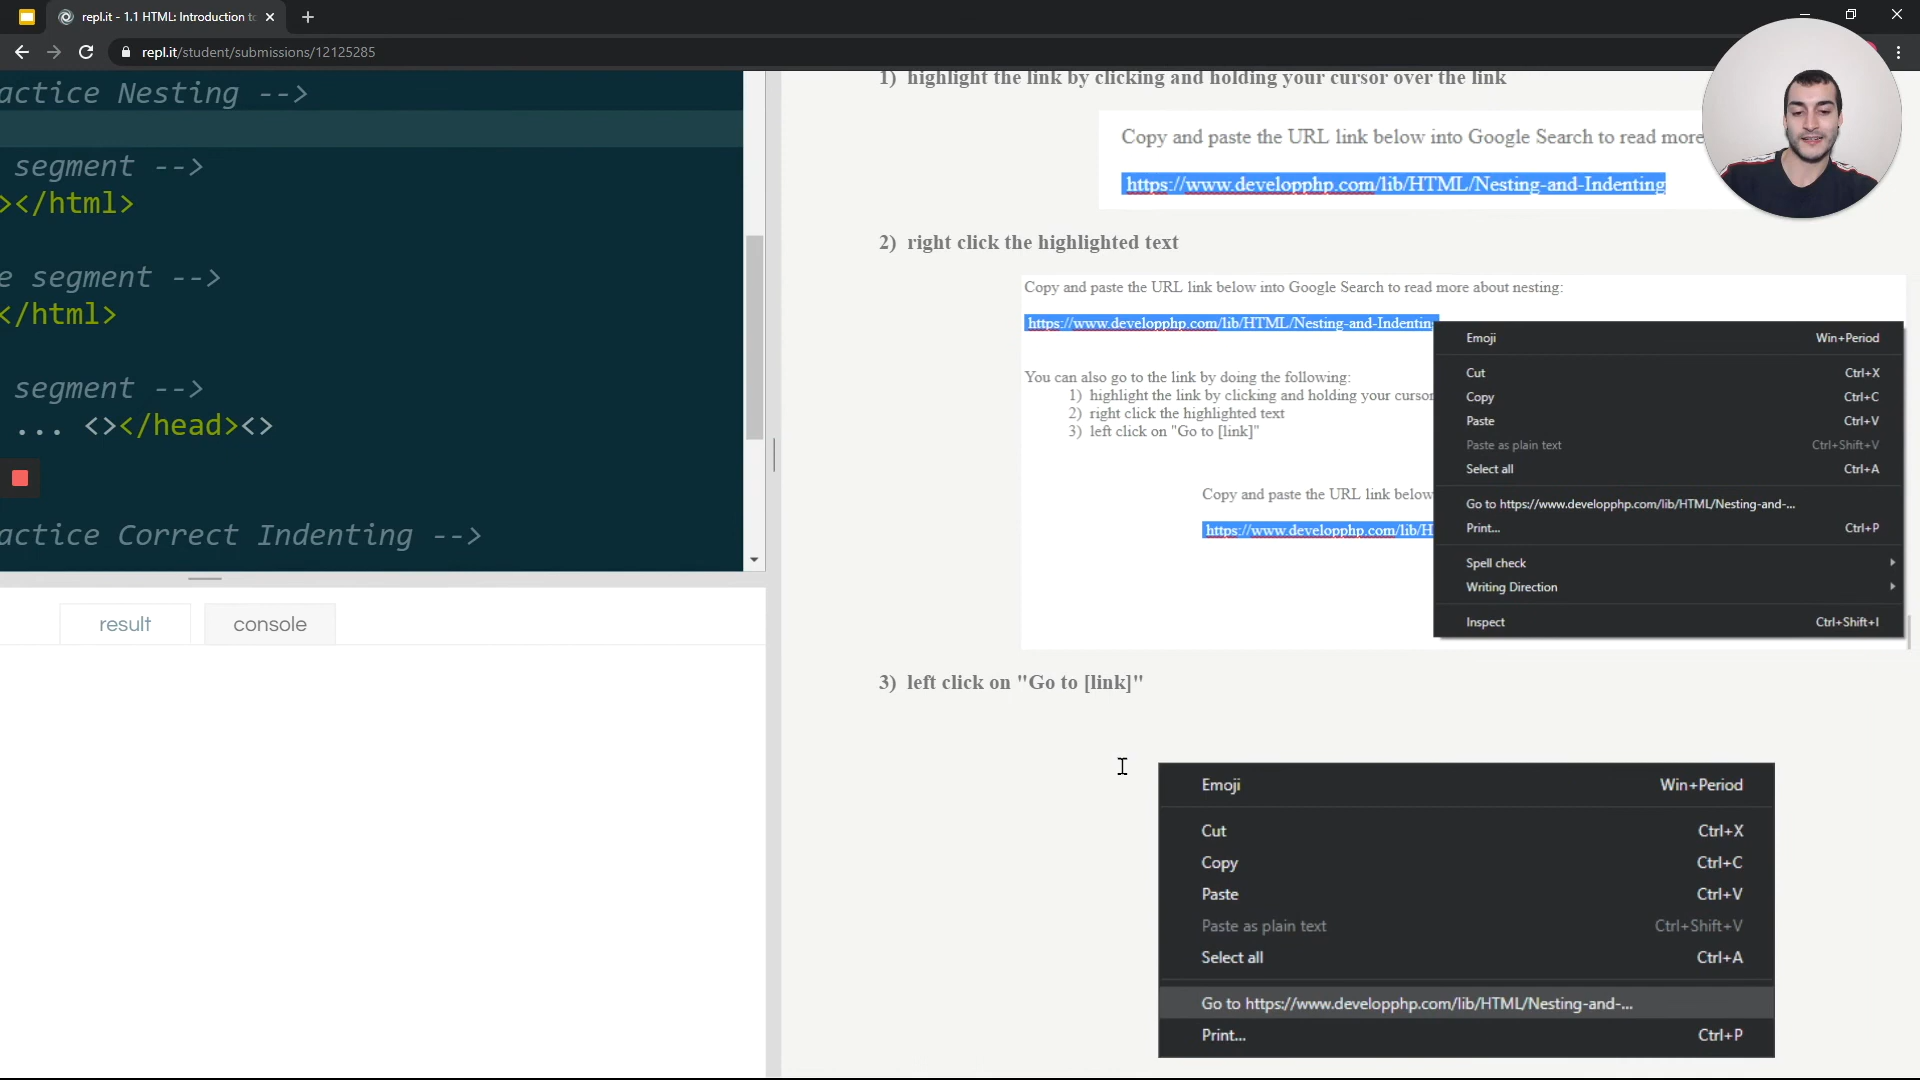 repl.it - 1.1 HTML: Introduction to
repl.it/student/submissions/12125285
actice Nesting -->
segment -->
></html>
e segment -->
</html>
segment -->
... <></head><>
actice Correct Indenting -->
result
console
1) highlight the link by clicking and holding your cursor over the link
Copy and paste the URL link below into Google Search to read more
https://www.developphp.com/lib/HTML/Nesting-and-Indenting
2) right click the highlighted text
Copy and paste the URL link below into Google Search to read more about nesting:
https://www.developphp.com/lib/HTML/Nesting-and-Indentin
You can also go to the link by doing the following:
1) highlight the link by clicking and holding your cursor
2) right click the highlighted text
3) left click on "Go to [link]"
Copy and paste the URL link below
https://www.developphp.com/lib/H
Emoji Win+Period
Cut Ctrl+X
Copy Ctrl+C
Paste Ctrl+V
Paste as plain text Ctrl+Shift+V
Select all Ctrl+A
Go to https://www.developphp.com/lib/HTML/Nesting-and-...
Print... Ctrl+P
Spell check
Writing Direction
Inspect Ctrl+Shift+I
3) left click on "Go to [link]"
Emoji Win+Period
Cut Ctrl+X
Copy Ctrl+C
Paste Ctrl+V
Paste as plain text Ctrl+Shift+V
Select all Ctrl+A
Go to https://www.developphp.com/lib/HTML/Nesting-and-...
Print... Ctrl+P